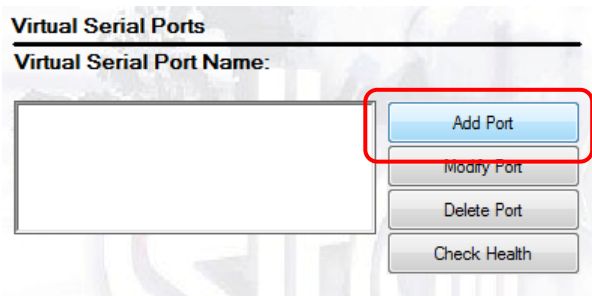 Virtual Serial Ports
Virtual Serial Port Name:
Add Port
Modify Port
Delete Port
Check Health